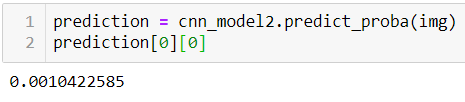 1 prediction = cnn_model2.predict_proba(img)
2 prediction[0][0]
0.0010422585